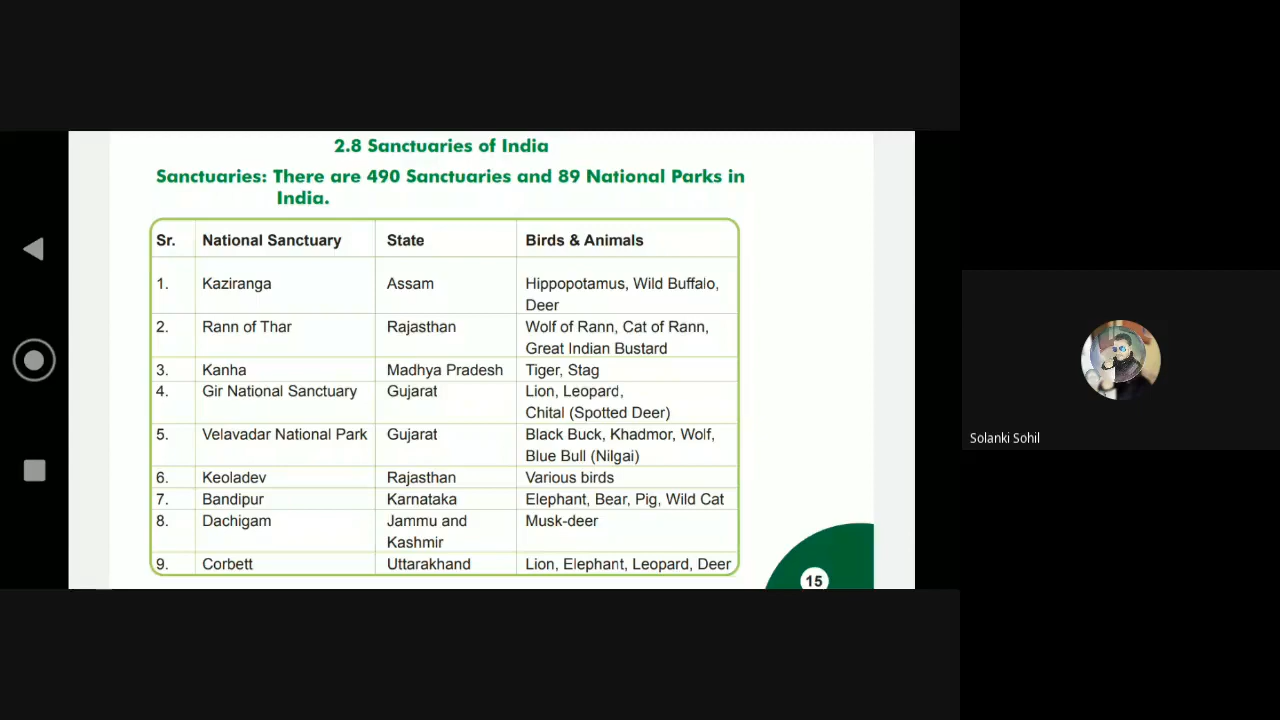 2.8 Sanctuaries of India
Sanctuaries: There are 490 Sanctuaries and 89 National Parks in
India.
Sr. National Sanctuary State Birds & Animals
1. Kaziranga Assam Hippopotamus, Wild Buffalo,
Deer
2. Rann of Thar Rajasthan Wolf of Rann, Cat of Rann,
Great Indian Bustard
3. Kanha Madhya Pradesh Tiger, Stag
4. Gir National Sanctuary Gujarat Lion, Leopard,
Chital (Spotted Deer)
5. Velavadar National Park Gujarat Black Buck, Khadmor, Wolf,
Blue Bull (Nilgai)
6. Keoladev Rajasthan Various birds
7. Bandipur Karnataka Elephant, Bear, Pig, Wild Cat
8. Dachigam Jammu and Musk-deer
Kashmir
9. Corbett Uttarakhand Lion, Elephant, Leopard, Deer
15
Solanki Sohil